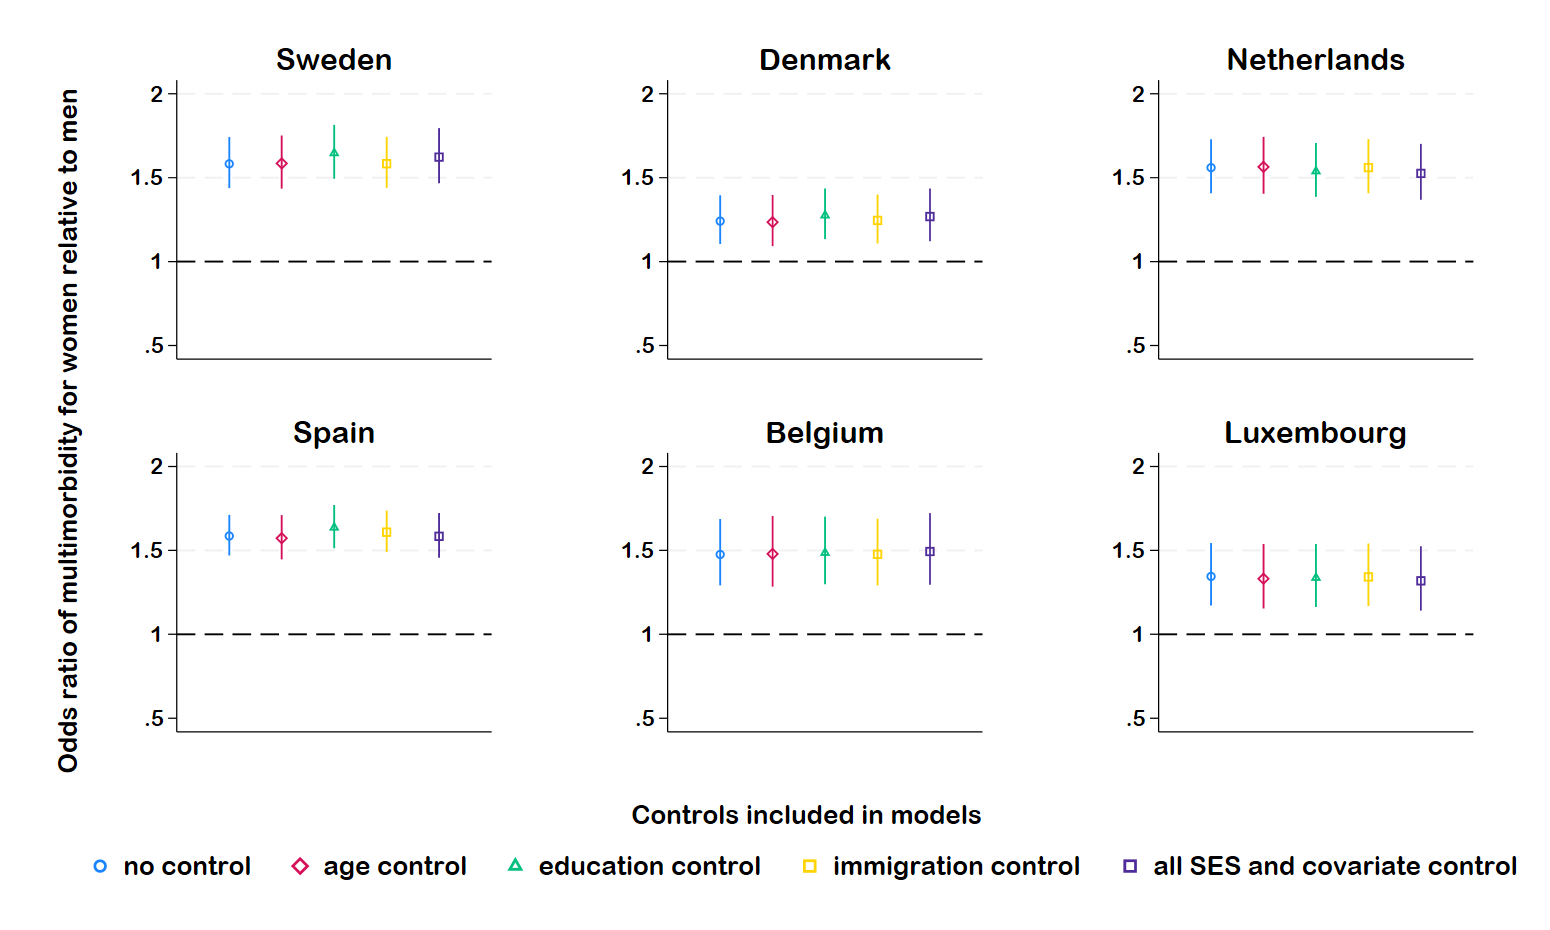 Odds ratio of multimorbidity for women relative to men
Sweden
2
1.5
1
.5
Denmark
2
1.5
1
.5
Netherlands
2
1.5
1
.5
Spain
2
1.5
1
.5
Belgium
2
1.5
1
.5
Luxembourg
2
1.5
1
.5
Controls included in models
no control age control education control immigration control all SES and covariate control